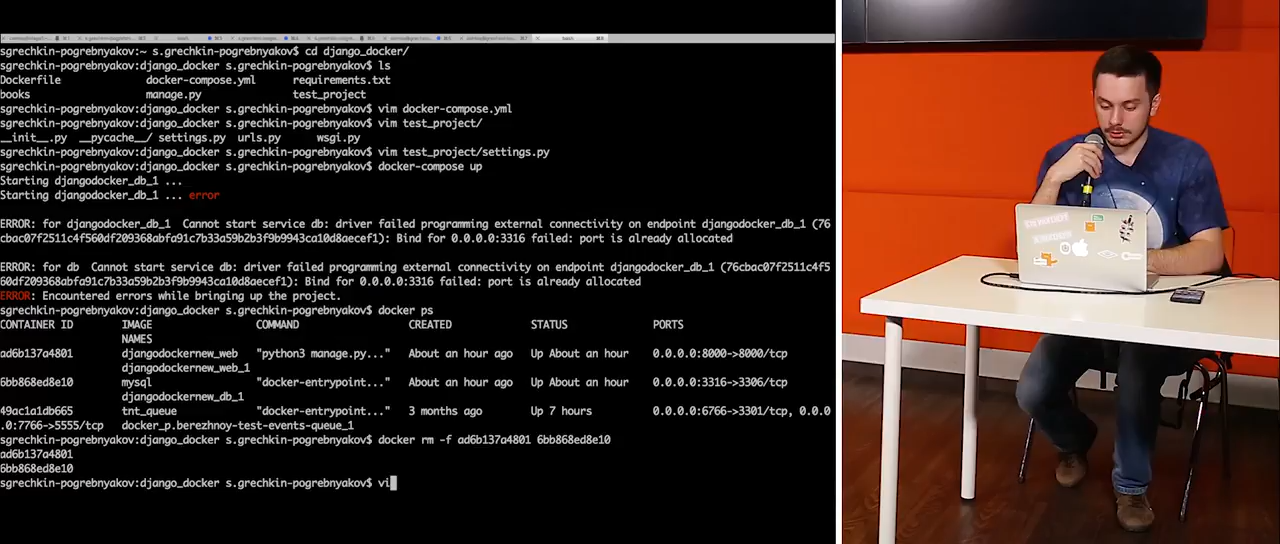 sgrechkin-pogrebnyakov:~ s.grechkin-pogrebnyakov$ cd django_docker/
sgrechkin-pogrebnyakov:django_docker s.grechkin-pogrebnyakov$ ls
Dockerfile docker-compose.yml requirements.txt
books manage.py test_project
sgrechkin-pogrebnyakov:django_docker s.grechkin-pogrebnyakov$ vim docker-compose.yml
sgrechkin-pogrebnyakov:django_docker s.grechkin-pogrebnyakov$ vim test_project/
__init__.py __pycache__/ settings.py urls.py wsgi.py
sgrechkin-pogrebnyakov:django_docker s.grechkin-pogrebnyakov$ vim test_project/settings.py
sgrechkin-pogrebnyakov:django_docker s.grechkin-pogrebnyakov$ docker-compose up
Starting djangodocker_db_1 ...
Starting djangodocker_db_1 ... error
ERROR: for djangodocker_db_1 Cannot start service db: driver failed programming external connectivity on endpoint djangodocker_db_1 (76
cbac07f2511c4f560df209368abfa91c7b33a59b2b3f9b9943ca10d8aecef1): Bind for 0.0.0.0:3316 failed: port is already allocated
ERROR: for db Cannot start service db: driver failed programming external connectivity on endpoint djangodocker_db_1 (76cbac07f2511c4f5
60df209368abfa91c7b33a59b2b3f9b9943ca10d8aecef1): Bind for 0.0.0.0:3316 failed: port is already allocated
ERROR: Encountered errors while bringing up the project.
sgrechkin-pogrebnyakov:django_docker s.grechkin-pogrebnyakov$ docker ps
CONTAINER ID IMAGE COMMAND CREATED STATUS PORTS
NAMES
ad6b137a4801 djangodockernew_web "python3 manage.py..." About an hour ago Up About an hour 0.0.0.0:8000->8000/tcp
djangodockernew_web_1
6bb868ed8e10 mysql "docker-entrypoint..." About an hour ago Up About an hour 0.0.0.0:3316->3306/tcp
djangodockernew_db_1
49ac1a1db665 tnt_queue "docker-entrypoint..." 3 months ago Up 7 hours 0.0.0.0:6766->3301/tcp, 0.0.0
.0:7766->5555/tcp docker_p.berezhnoy-test-events-queue_1
sgrechkin-pogrebnyakov:django_docker s.grechkin-pogrebnyakov$ docker rm -f ad6b137a4801 6bb868ed8e10
ad6b137a4801
6bb868ed8e10
sgrechkin-pogrebnyakov:django_docker s.grechkin-pogrebnyakov$ vi